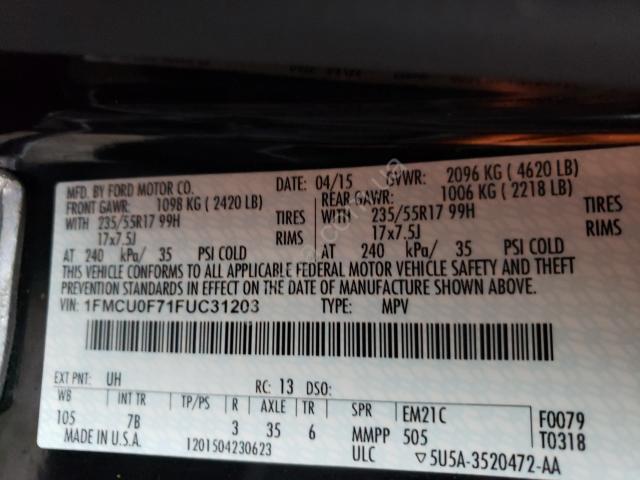 MFD. BY FORD MOTOR CO. DATE: 04/15 GVWR: 2096 KG ( 4620 LB)
FRONT GAWR: 1098 KG ( 2420 LB) REAR GAWR: 1006 KG ( 2218 LB)
WITH 235/55R17 99H TIRES WITH 235/55R17 99H TIRES
17x7.5J RIMS 17x7.5J RIMS
AT 240 kPa/ 35 PSI COLD AT 240 kPa/ 35 PSI COLD
THIS VEHICLE CONFORMS TO ALL APPLICABLE FEDERAL MOTOR VEHICLE SAFETY AND THEFT
PREVENTION STANDARDS IN EFFECT ON THE DATE OF MANUFACTURE SHOWN ABOVE.
VIN: 1FMCU0F71FUC31203 TYPE: MPV
EXT PNT: UH RC: 13 DSO:
WB INT TR TP/PS R AXLE TR SPR EM21C F0079
105 7B 3 35 6 MMPP 505 T0318
MADE IN U.S.A. 1201504230623 ULC ▽5U5A-3520472-AA